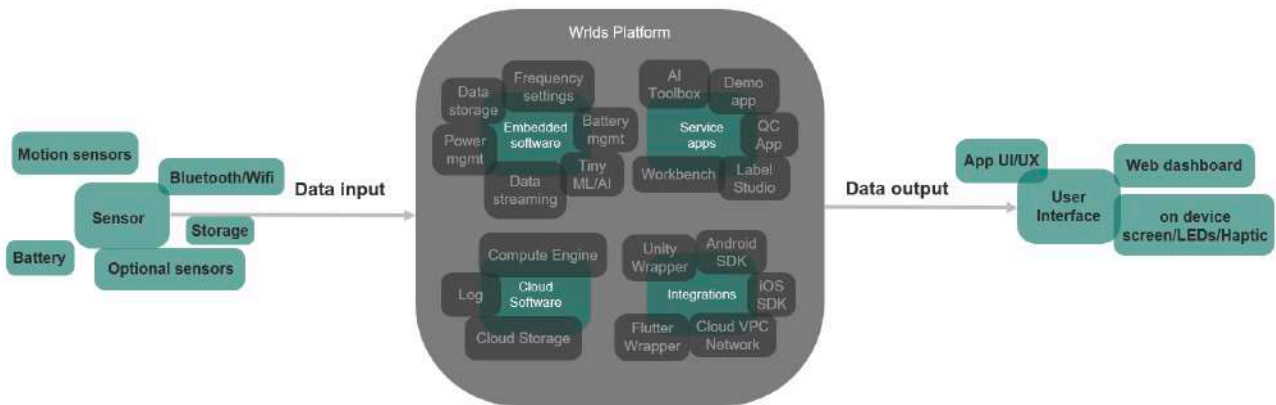 Wrlds Platform
Motion sensors
Bluetooth/Wifi
Sensor
Storage
Battery
Optional sensors
Data input
Data
storage
Frequency
settings
Embedded
software
Battery
mgmt
Power
mgmt
Tiny
ML/AI
Data
streaming
AI
Toolbox
Demo
app
Service
apps
QC
App
Workbench
Label
Studio
Compute Engine
Cloud
Software
Log
Cloud Storage
Unity
Wrapper
Android
SDK
Integrations
iOS
SDK
Flutter
Wrapper
Cloud VPC
Network
Data output
App UI/UX
Web dashboard
User
Interface
on device
screen/LEDs/Haptic